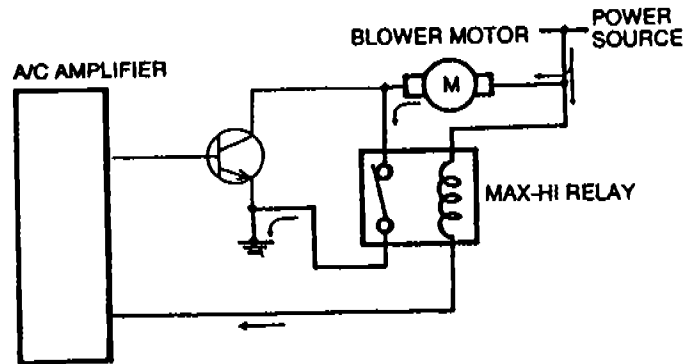 POWER
SOURCE
BLOWER MOTOR
A/C AMPLIFIER
M
MAX-HI RELAY